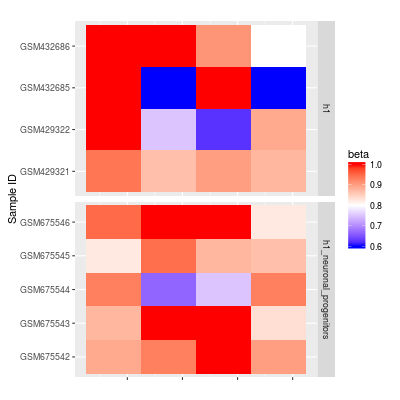 Sample ID
GSM432686
GSM432685
GSM429322
GSM429321
h1
GSM675546
GSM675545
GSM675544
GSM675543
GSM675542
h1_neuronal_progenitors
beta
1.0
0.9
0.8
0.7
0.6